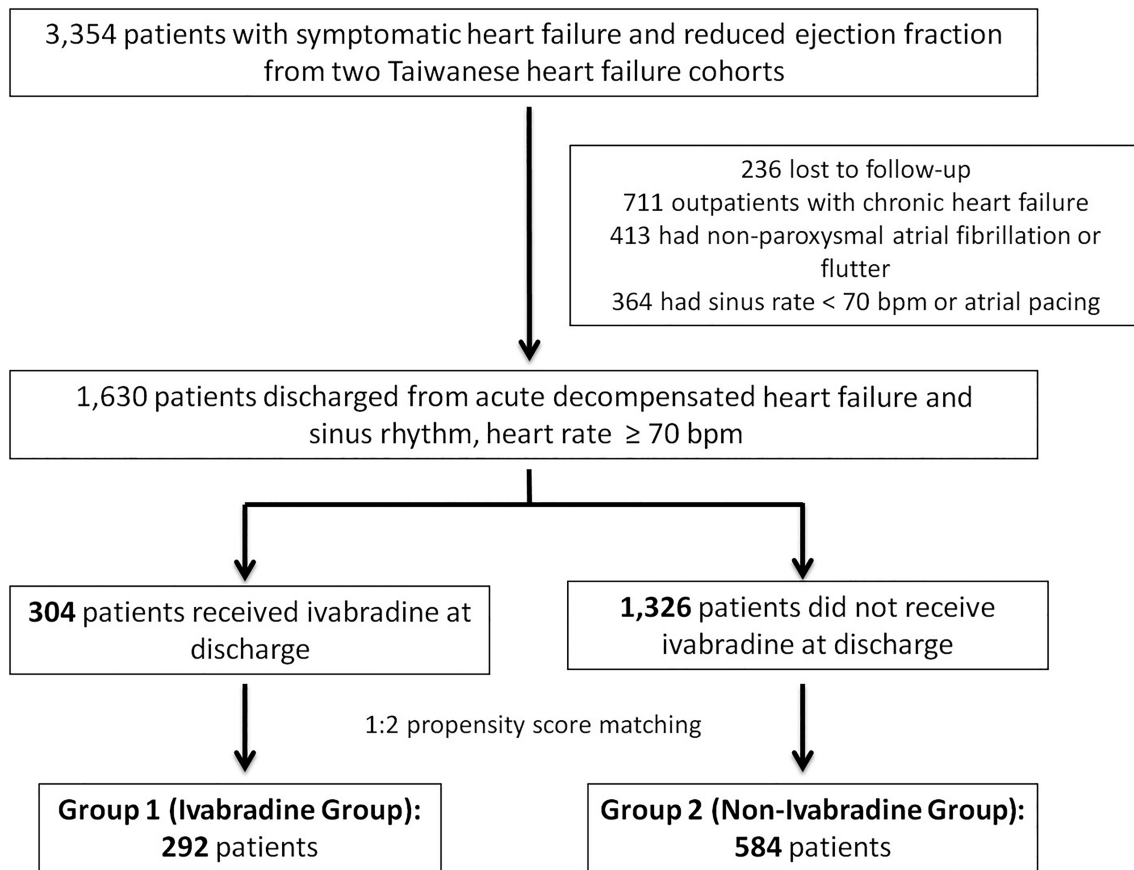 3,354 patients with symptomatic heart failure and reduced ejection fraction
from two Taiwanese heart failure cohorts
236 lost to follow-up
711 outpatients with chronic heart failure
413 had non-paroxysmal atrial fibrillation or
flutter
364 had sinus rate < 70 bpm or atrial pacing
1,630 patients discharged from acute decompensated heart failure and
sinus rhythm, heart rate ≥ 70 bpm
304 patients received ivabradine at
discharge
1,326 patients did not receive
ivabradine at discharge
1:2 propensity score matching
Group 1 (Ivabradine Group):
292 patients
Group 2 (Non-Ivabradine Group):
584 patients